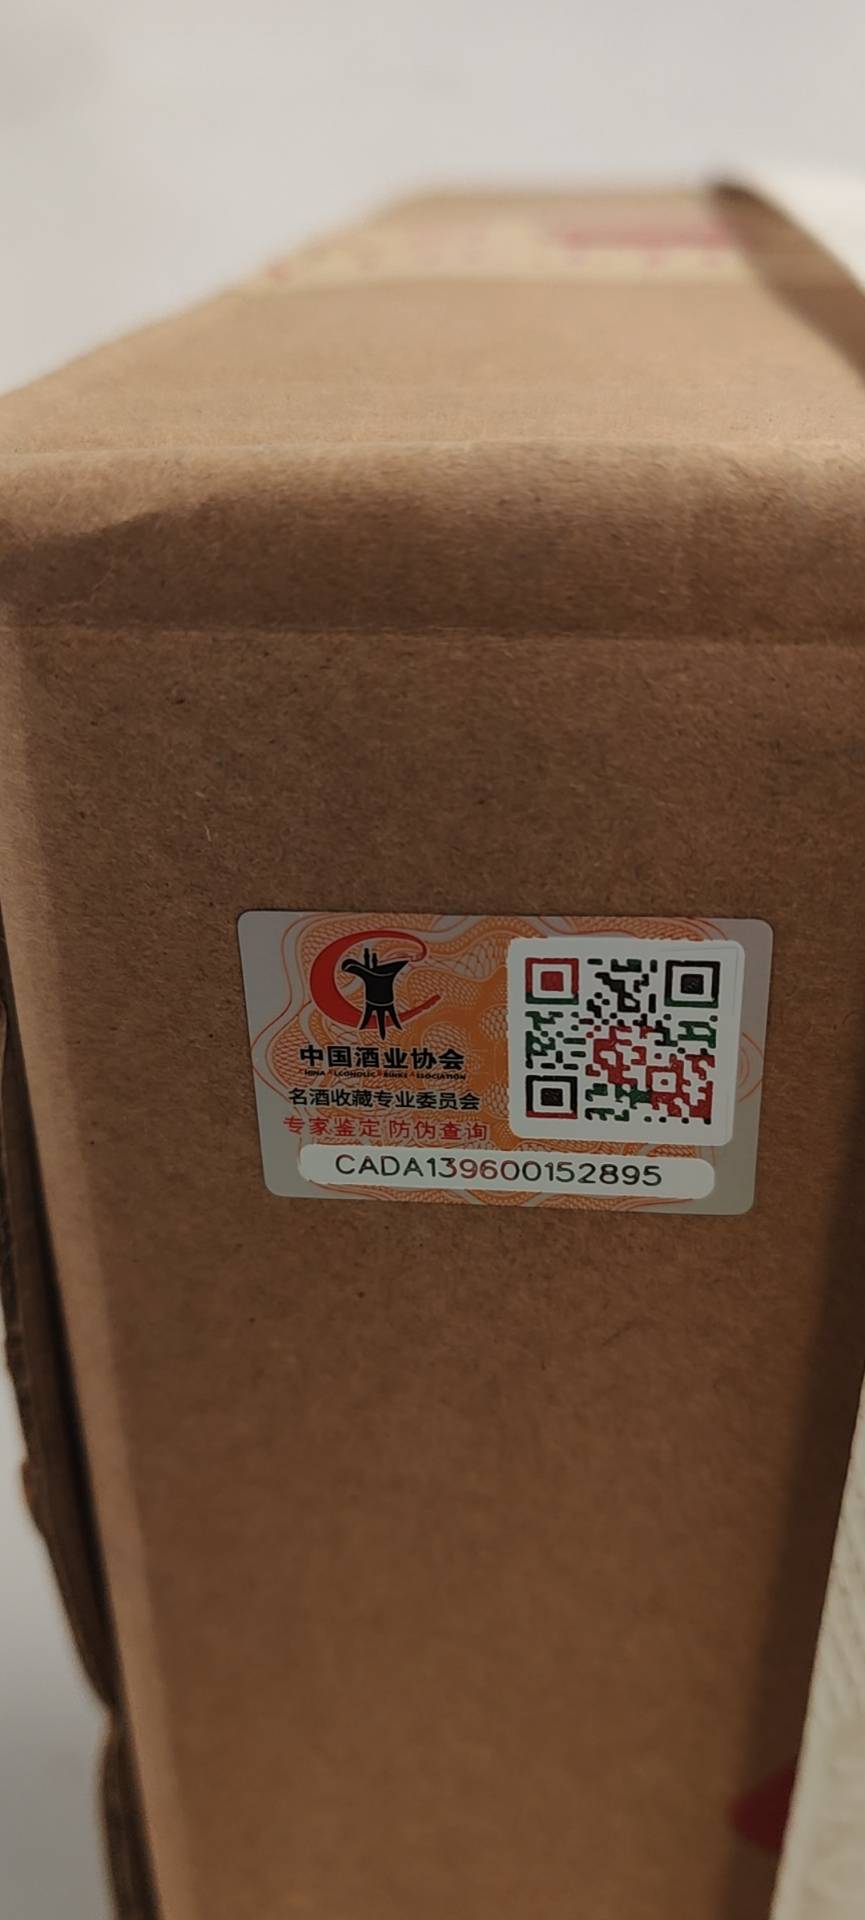 中国酒业协会
名酒收藏专业委员会
专家鉴定 防伪查询
CADA139600152895